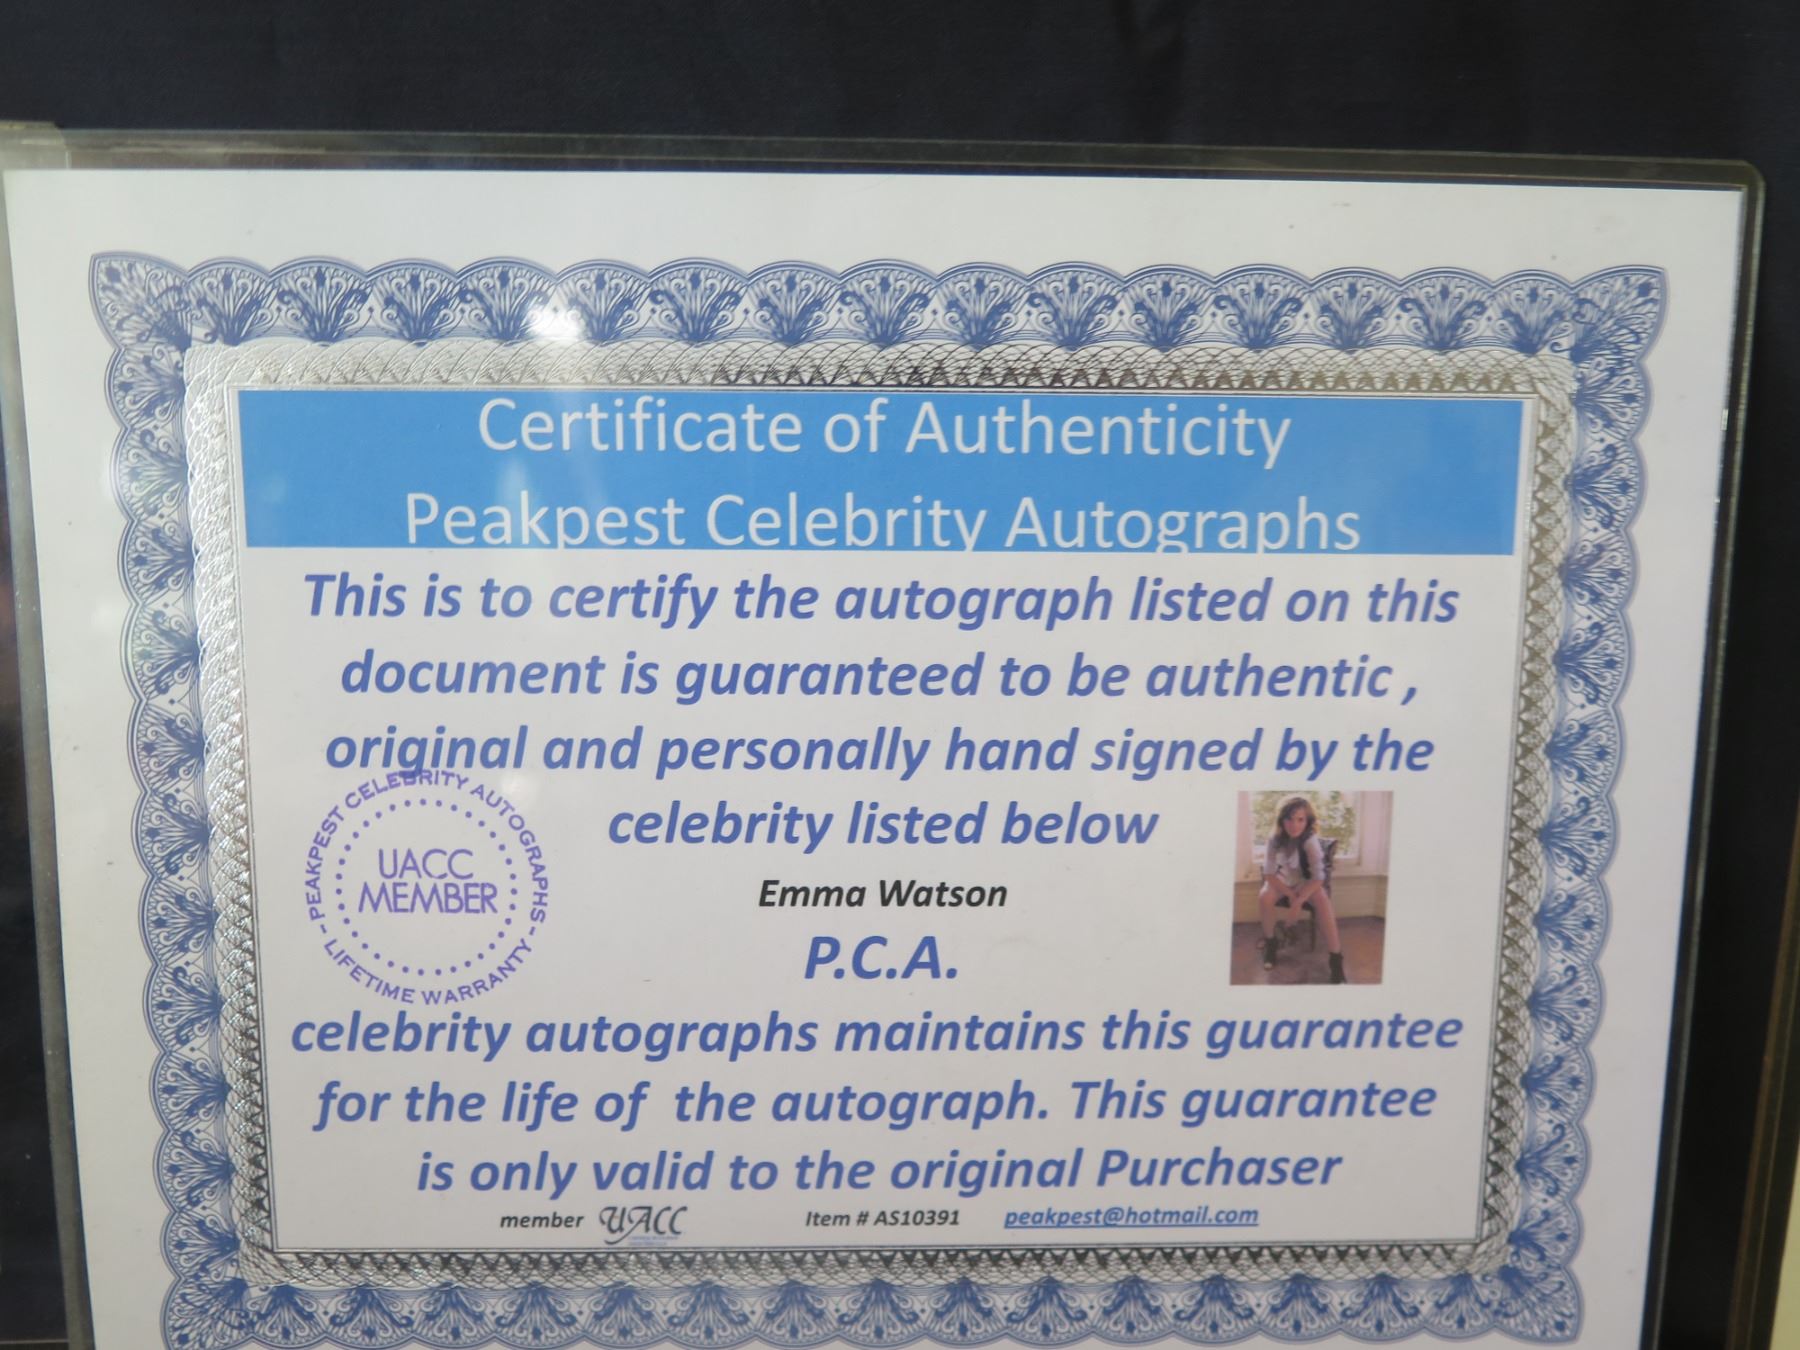 Certificate of Authenticity
Peakpest Celebrity Autographs
This is to certify the autograph listed on this
document is guaranteed to be authentic ,
original and personally hand signed by the
celebrity listed below
PEAKPEST CELEBRITY AUTOGRAPHS
UACC
MEMBER
- LIFETIME WARRANTY -
Emma Watson
P.C.A.
celebrity autographs maintains this guarantee
for the life of the autograph. This guarantee
is only valid to the original Purchaser
member UACC Item # AS10391 peakpest@hotmail.com